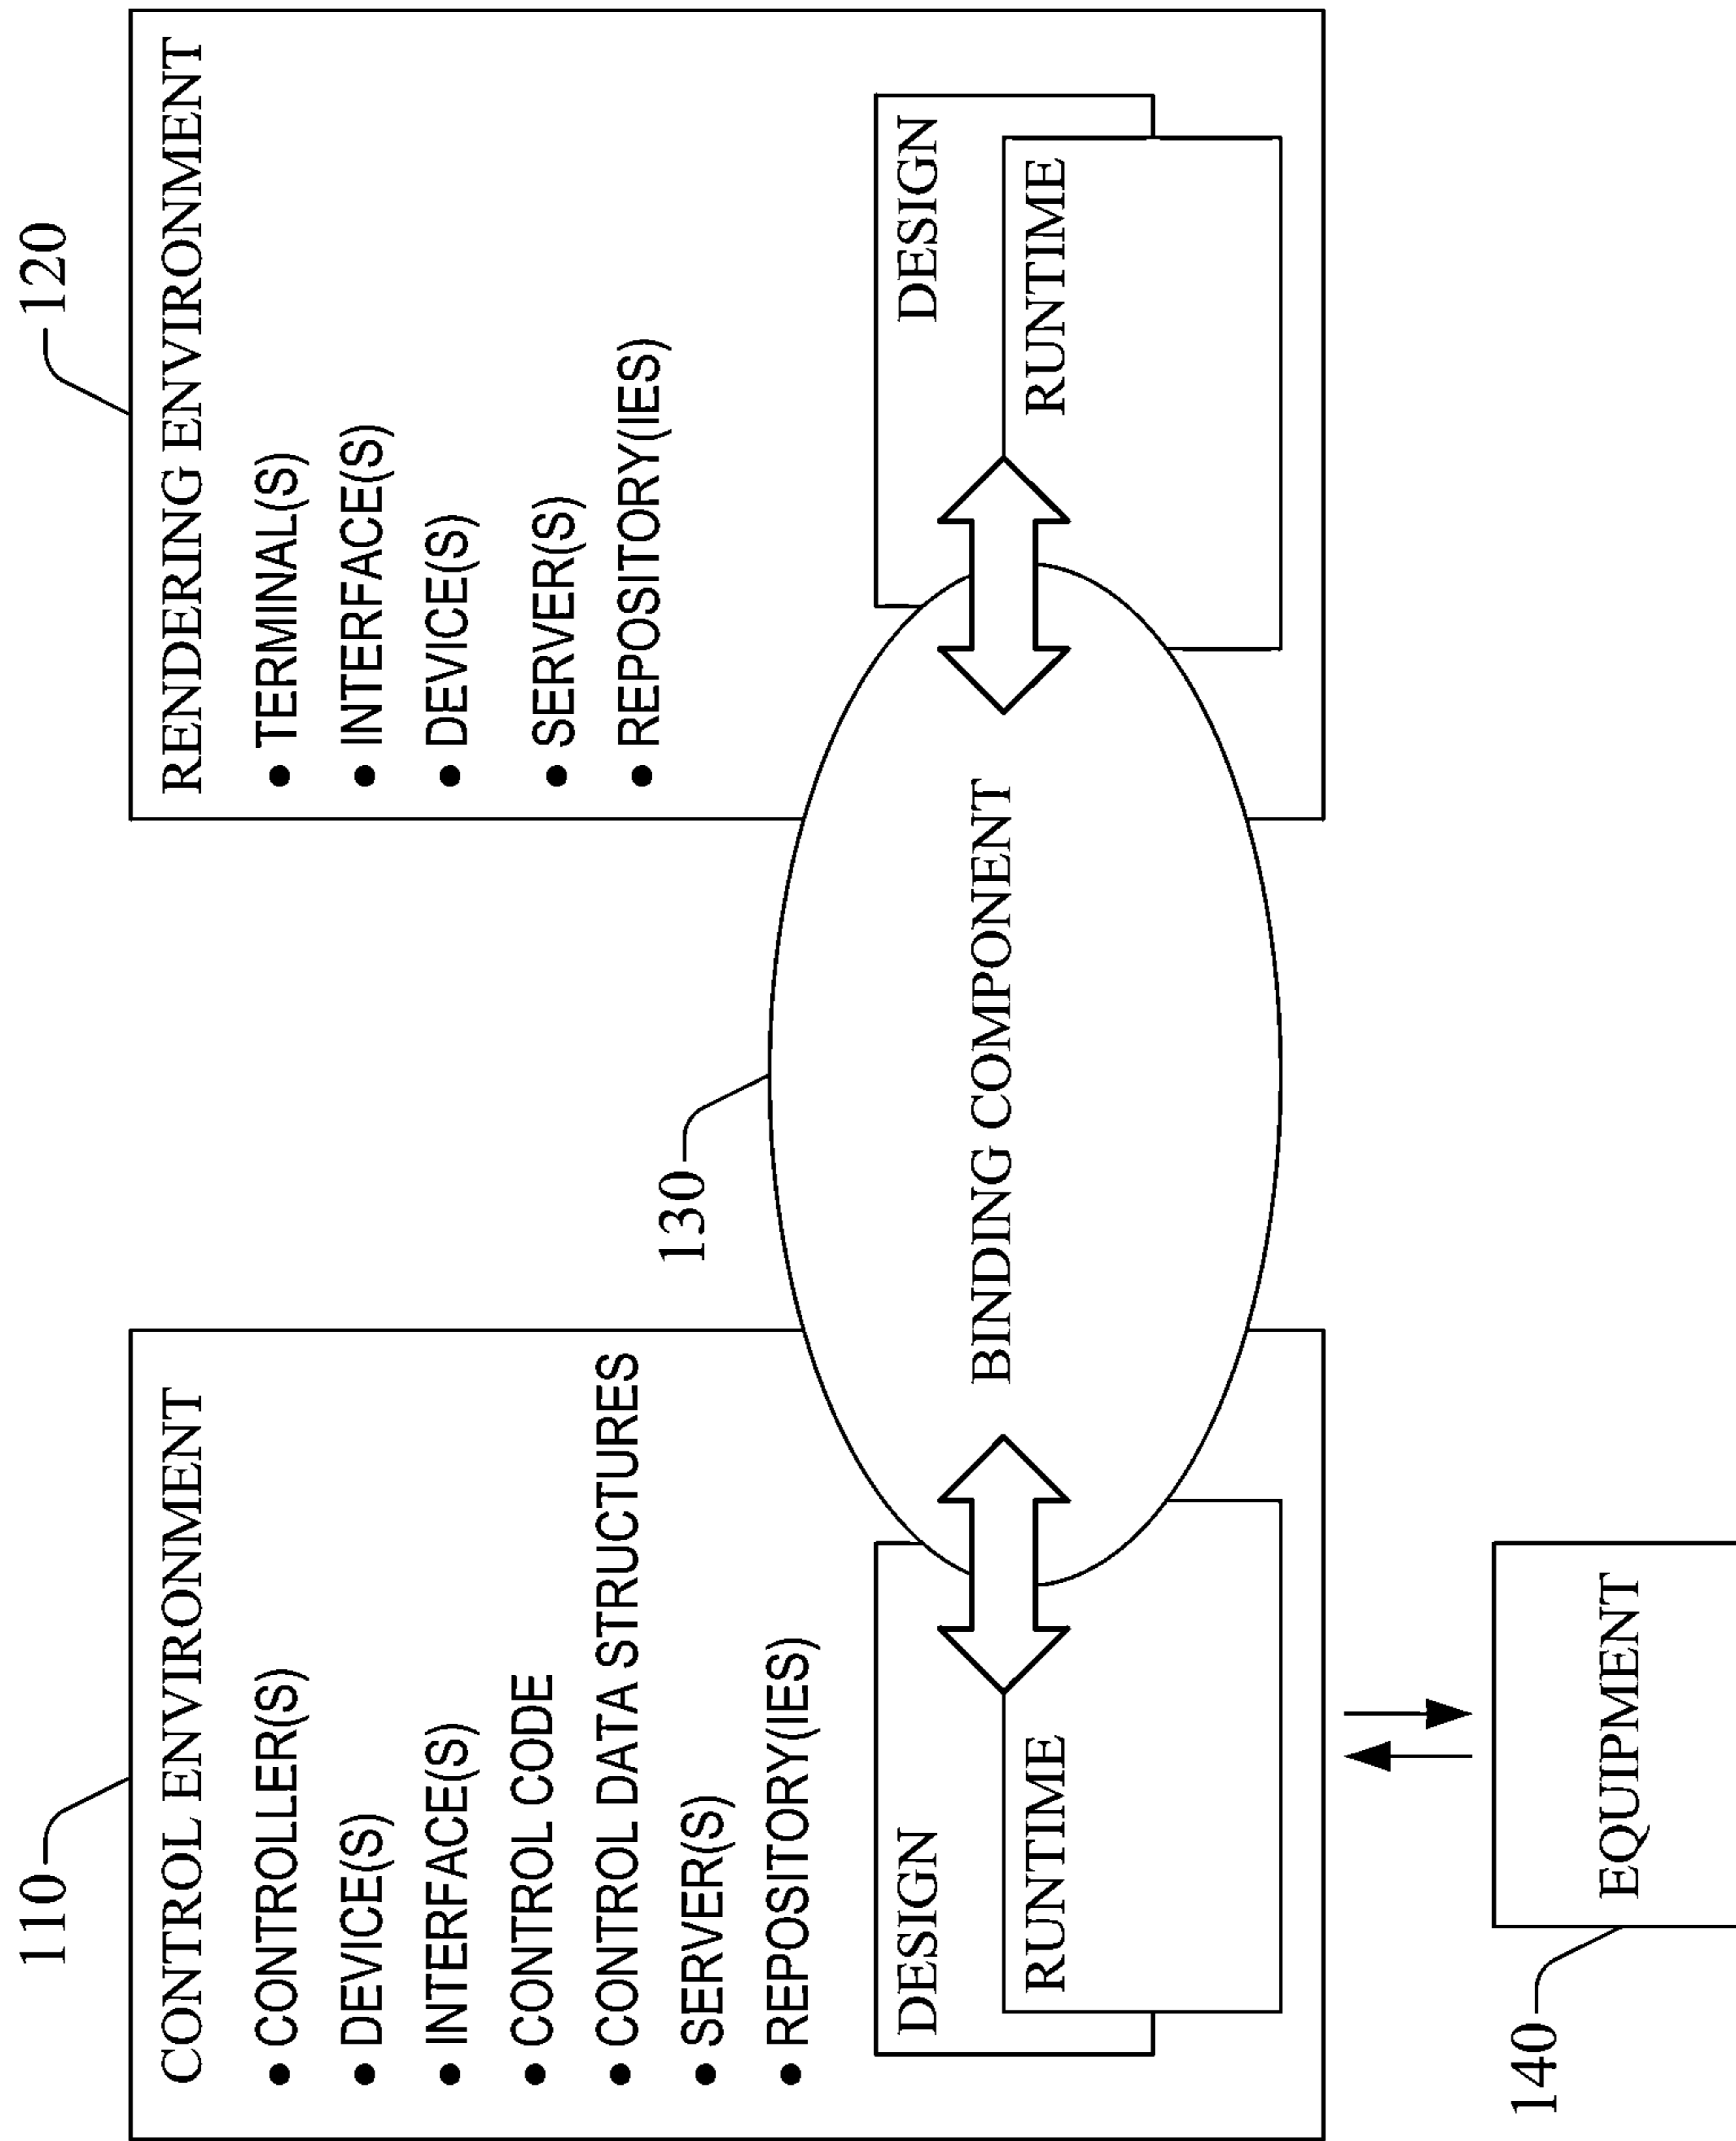 110
CONTROL ENVIRONMENT
● CONTROLLER(S)
● DEVICE(S)
● INTERFACE(S)
● CONTROL CODE
● CONTROL DATA STRUCTURES
● SERVER(S)
● REPOSITORY(IES)
DESIGN
RUNTIME
120
RENDERING ENVIRONMENT
● TERMINAL(S)
● INTERFACE(S)
● DEVICE(S)
● SERVER(S)
● REPOSITORY(IES)
DESIGN
RUNTIME
130
BINDING COMPONENT
140
EQUIPMENT